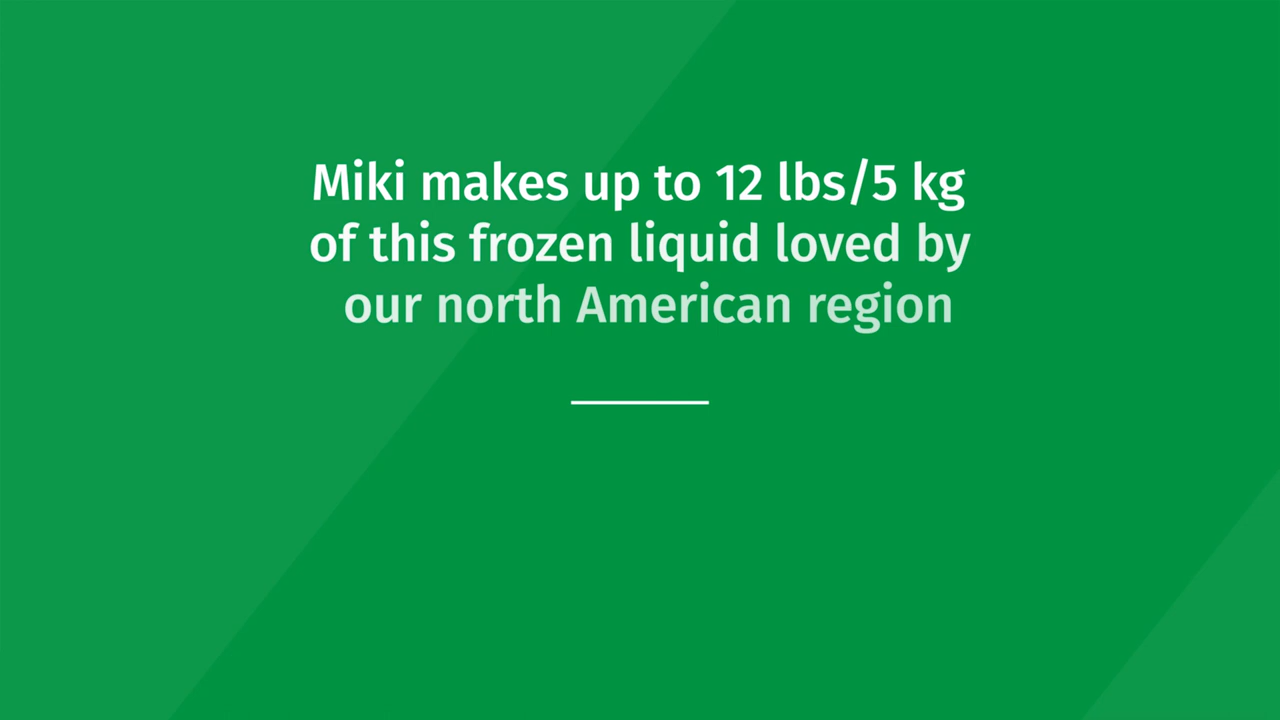 Miki makes up to 12 lbs/5 kg
of this frozen liquid loved by
our north American region